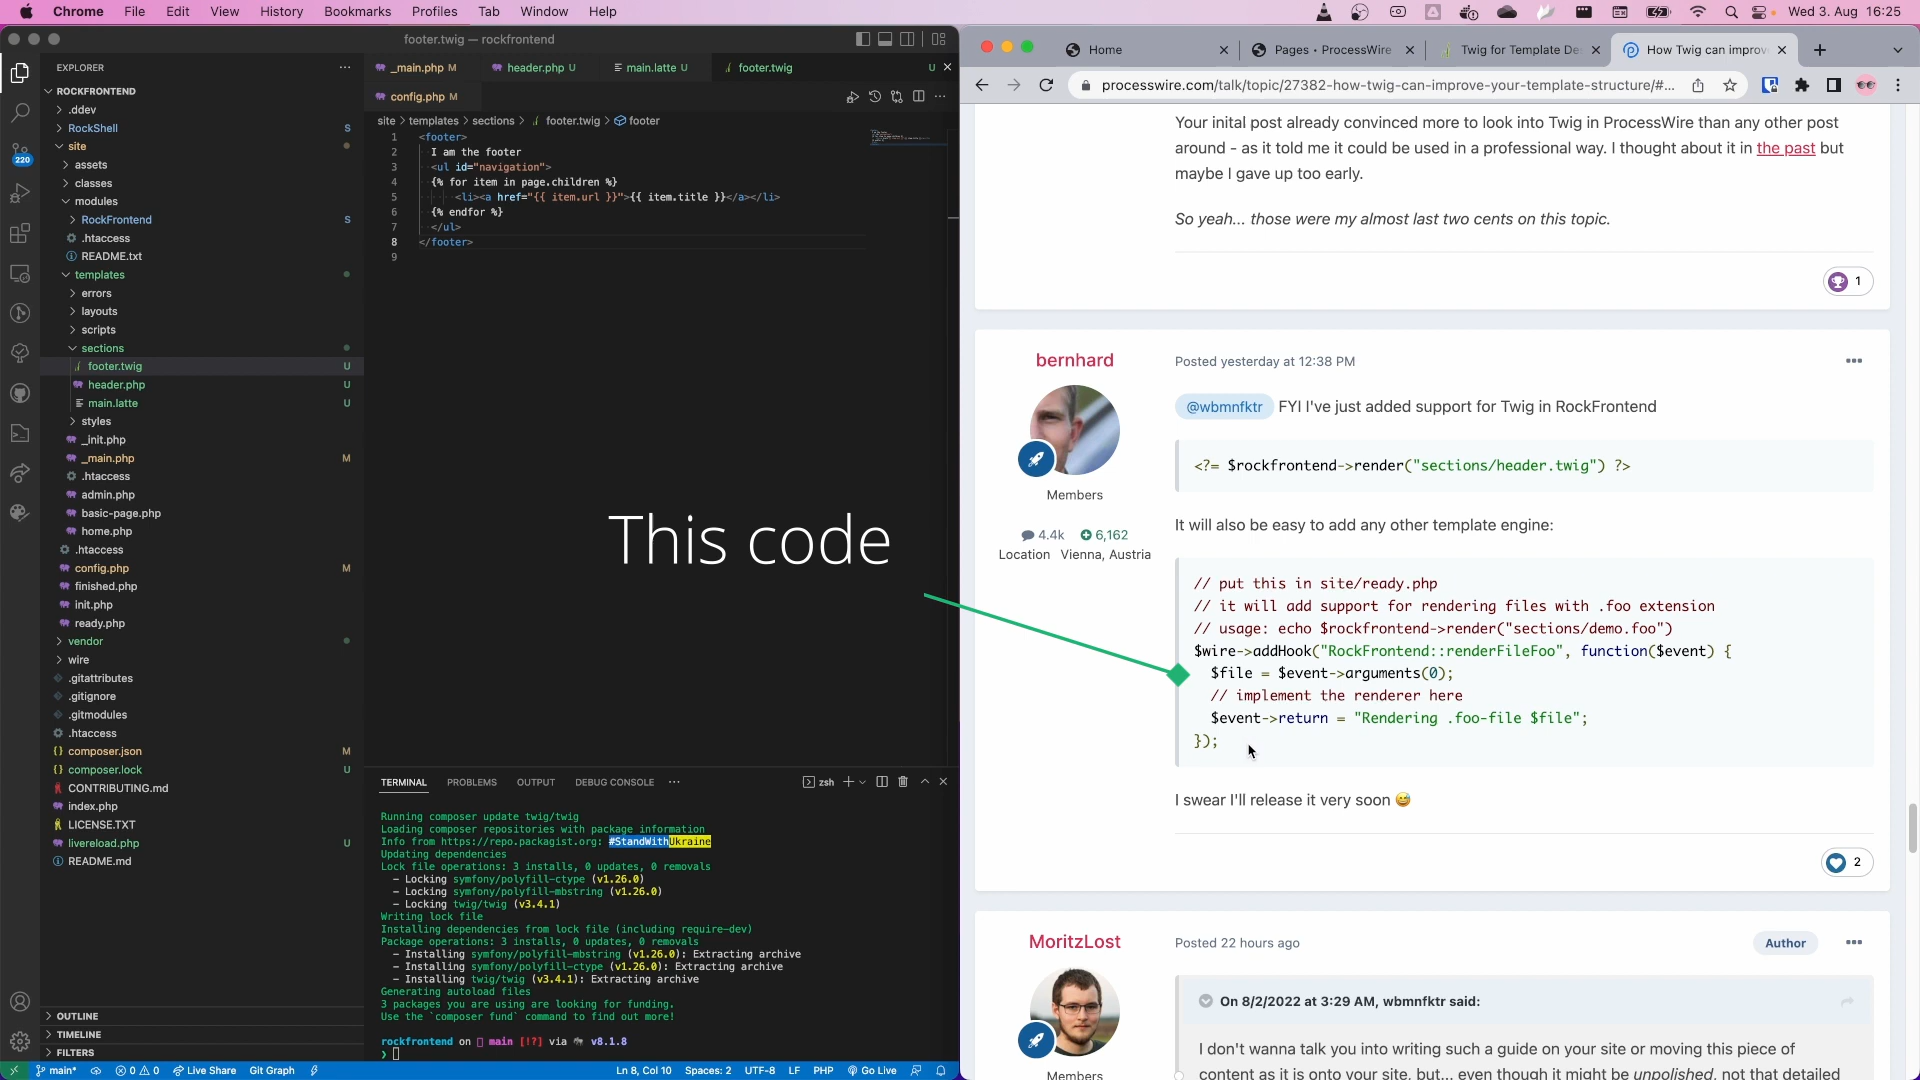 Chrome File Edit View History Bookmarks Profiles Tab Window Help
Wed 3. Aug 16:25
footer.twig — rockfrontend
EXPLORER
ROCKFRONTEND
.ddev
RockShell S
site
assets
classes
modules
RockFrontend S
.htaccess
README.txt
templates
errors
layouts
scripts
sections
footer.twig U
header.php U
main.latte U
styles
_init.php
_main.php M
.htaccess
admin.php
basic-page.php
home.php
.htaccess
config.php M
finished.php
init.php
ready.php
vendor
wire
.gitattributes
.gitignore
.gitmodules
.htaccess
composer.json M
composer.lock U
CONTRIBUTING.md
index.php
LICENSE.TXT
livereload.php U
README.md
OUTLINE
TIMELINE
FILTERS
220
_main.php M header.php U main.latte U footer.twig U
config.php M
site > templates > sections > footer.twig > footer
1 <footer>
2 I am the footer
3 <ul id="navigation">
4 {% for item in page.children %}
5 <li><a href="{{ item.url }}">{{ item.title }}</a></li>
6 {% endfor %}
7 </ul>
8 </footer>
9
This code
TERMINAL PROBLEMS OUTPUT DEBUG CONSOLE zsh
Running composer update twig/twig
Loading composer repositories with package information
Info from https://repo.packagist.org: #StandWithUkraine
Updating dependencies
Lock file operations: 3 installs, 0 updates, 0 removals
- Locking symfony/polyfill-ctype (v1.26.0)
- Locking symfony/polyfill-mbstring (v1.26.0)
- Locking twig/twig (v3.4.1)
Writing lock file
Installing dependencies from lock file (including require-dev)
Package operations: 3 installs, 0 updates, 0 removals
- Installing symfony/polyfill-mbstring (v1.26.0): Extracting archive
- Installing symfony/polyfill-ctype (v1.26.0): Extracting archive
- Installing twig/twig (v3.4.1): Extracting archive
Generating autoload files
3 packages you are using are looking for funding.
Use the `composer fund` command to find out more!
rockfrontend on main [!?] via v8.1.8
main* 0 0 Live Share Git Graph Ln 8, Col 10 Spaces: 2 UTF-8 LF PHP Go Live
Home Pages • ProcessWire Twig for Template De How Twig can improv
processwire.com/talk/topic/27382-how-twig-can-improve-your-template-structure/#...
Your inital post already convinced more to look into Twig in ProcessWire than any other post
around - as it told me it could be used in a professional way. I thought about it in the past but
maybe I gave up too early.
So yeah... those were my almost last two cents on this topic.
1
bernhard
Members
4.4k 6,162
Location Vienna, Austria
Posted yesterday at 12:38 PM
@wbmnfktr FYI I've just added support for Twig in RockFrontend
<?= $rockfrontend->render("sections/header.twig") ?>
It will also be easy to add any other template engine:
// put this in site/ready.php
// it will add support for rendering files with .foo extension
// usage: echo $rockfrontend->render("sections/demo.foo")
$wire->addHook("RockFrontend::renderFileFoo", function($event) {
$file = $event->arguments(0);
// implement the renderer here
$event->return = "Rendering .foo-file $file";
});
I swear I'll release it very soon 😅
2
MoritzLost
Members
Posted 22 hours ago
Author
On 8/2/2022 at 3:29 AM, wbmnfktr said:
I don't wanna talk you into writing such a guide on your site or moving this piece of
content as it is onto your site, but... even though it might be unpolished, not that detailed